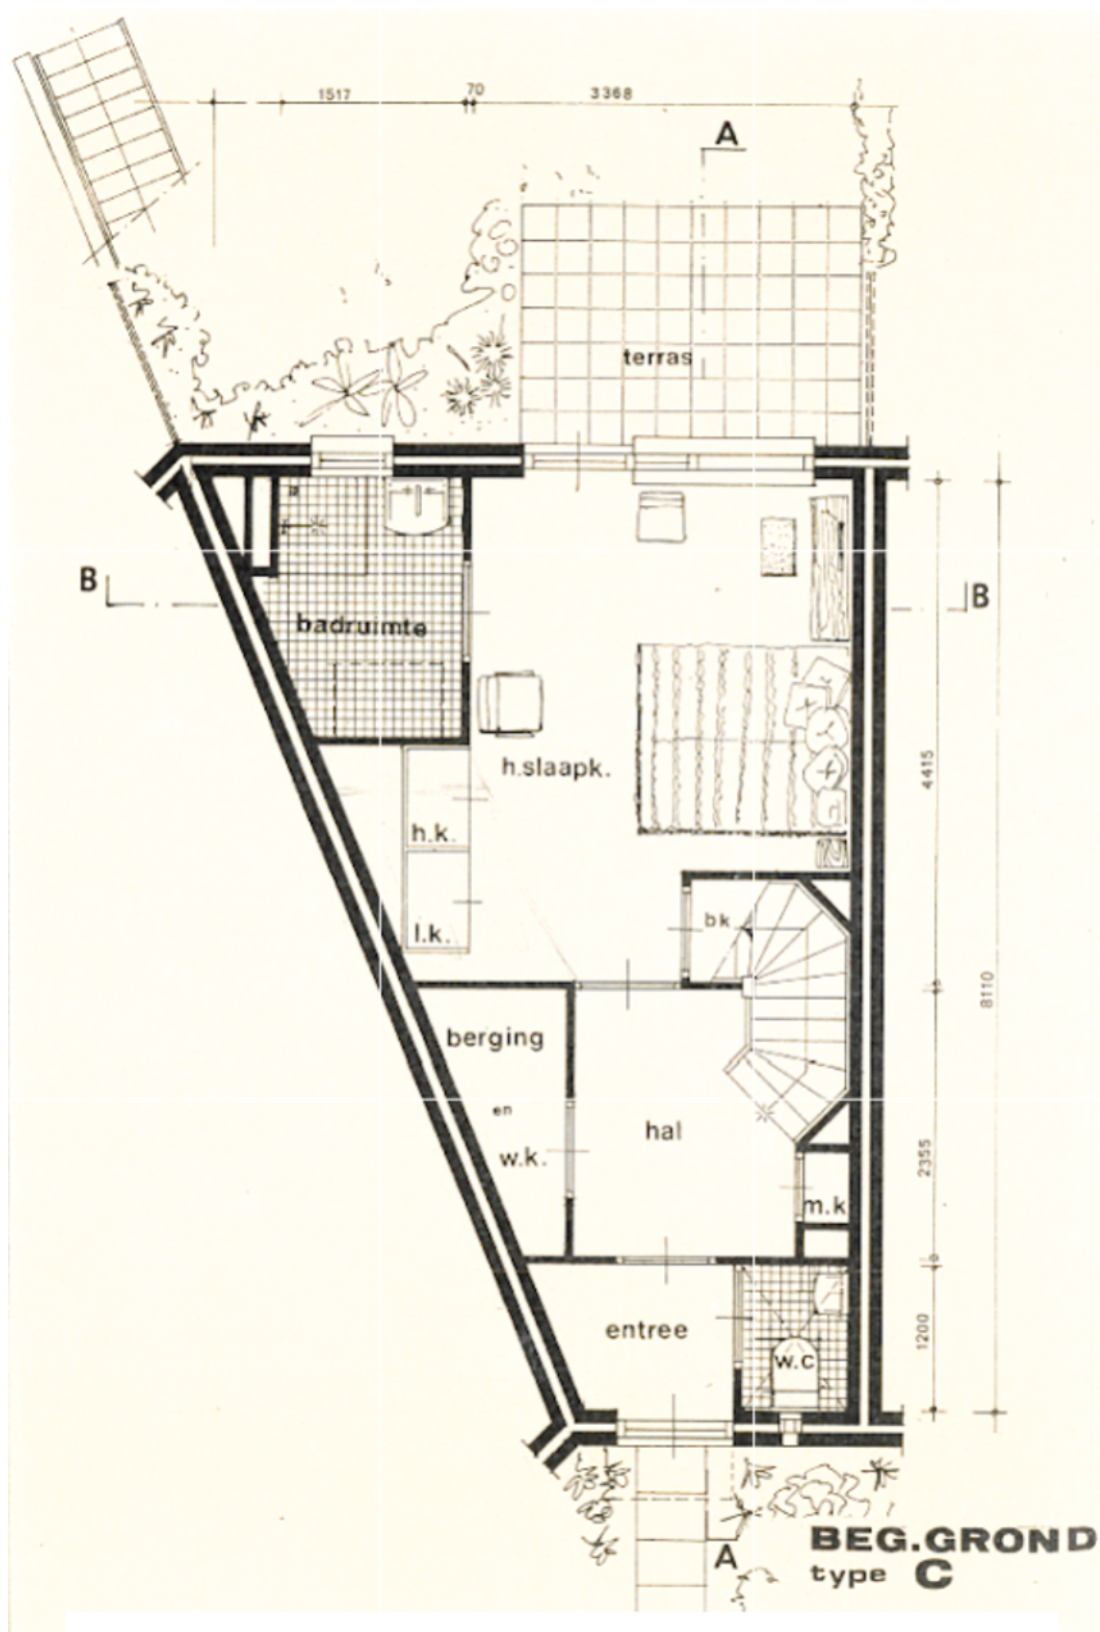 1517
70
3368
A
terras
B
B
badruimte
h.slaapk.
4415
h.k.
l.k.
bk
8110
berging
en
w.k.
hal
2355
m.k
entree
1200
w.c
A
BEG.GROND
type C